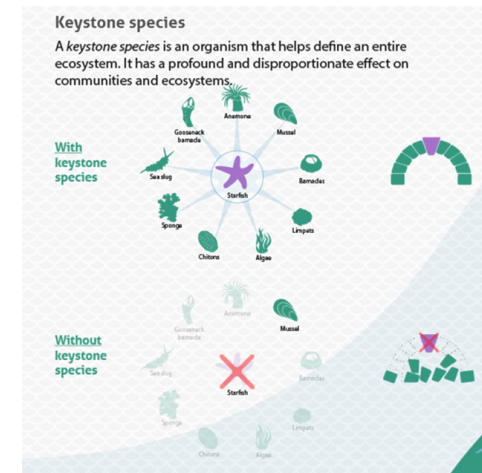 Keystone species
A keystone species is an organism that helps define an entire
ecosystem. It has a profound and disproportionate effect on
communities and ecosystems.
With
keystone
species
Anemone
Gooseneck
barnacle
Mussel
Sea slug
Starfish
Barnacles
Sponge
Limpets
Chitons
Algae
Without
keystone
species
Anemone
Gooseneck
barnacle
Mussel
Sea slug
Starfish
Barnacles
Sponge
Limpets
Chitons
Algae